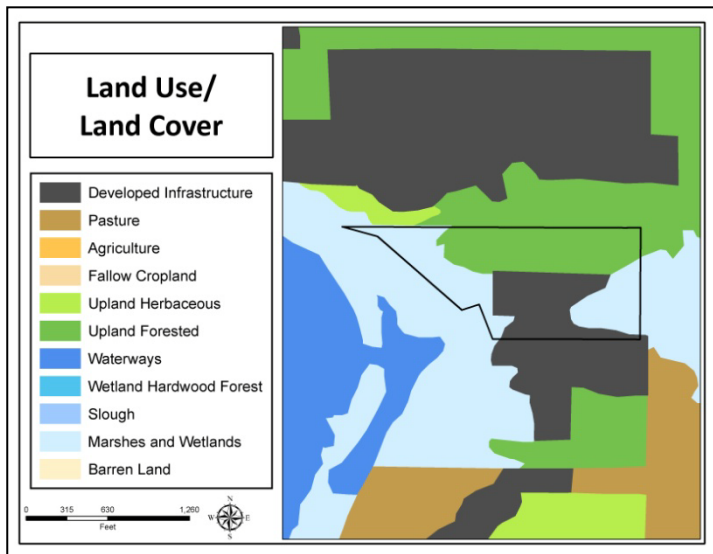 Land Use/
Land Cover
Developed Infrastructure
Pasture
Agriculture
Fallow Cropland
Upland Herbaceous
Upland Forested
Waterways
Wetland Hardwood Forest
Slough
Marshes and Wetlands
Barren Land
0 315 630 1,260
Feet
N
W E
S